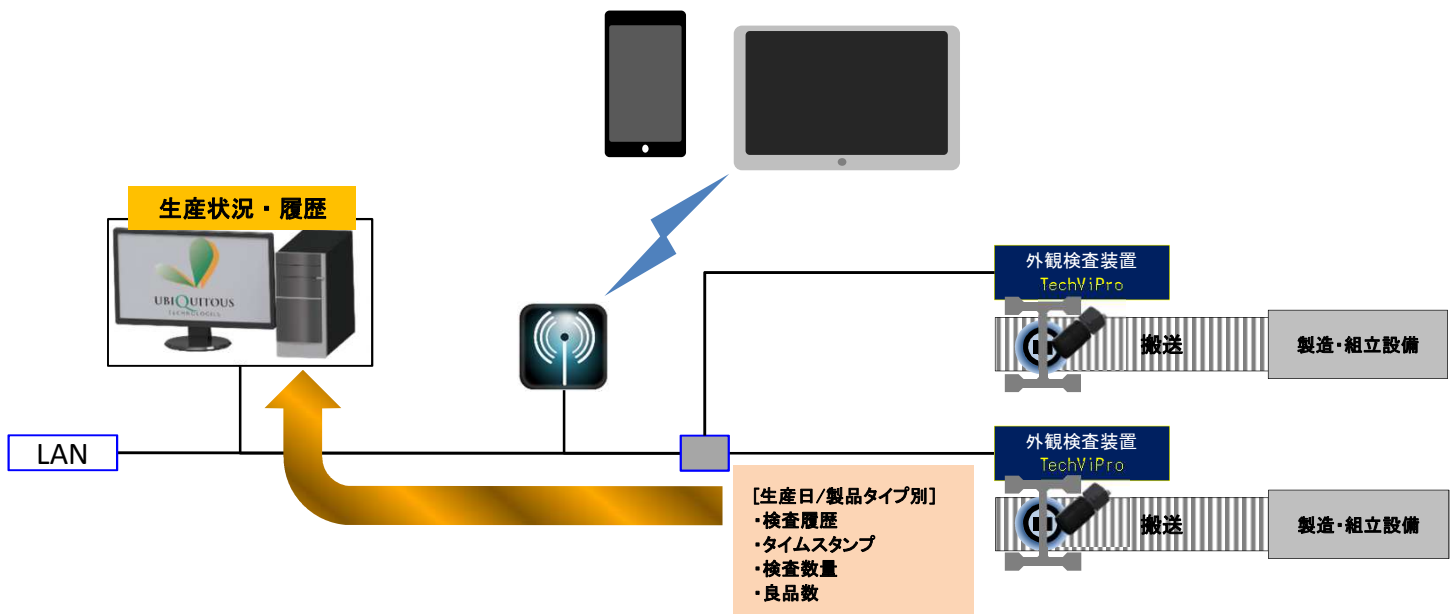 生産状況・履歴
UBIQUITOUS
TECHNOLOGIES
外観検査装置
TechViPro
搬送
製造・組立設備
LAN
外観検査装置
TechViPro
搬送
製造・組立設備
[生産日/製品タイプ別]
・検査履歴
・タイムスタンプ
・検査数量
・良品数